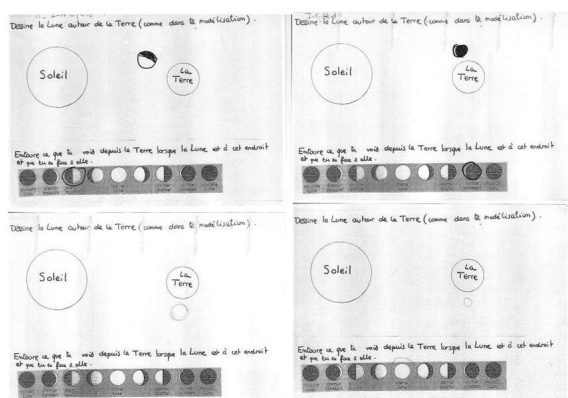 Dessine la Lune autour de la Terre (comme dans ta modélisation).
Soleil
La
Terre
Entoure ce que tu vois depuis la Terre lorsque la Lune est à cet endroit
et que tu es face à elle.
Dessine la Lune autour de la Terre (comme dans ta modélisation).
Soleil
La
Terre
Entoure ce que tu vois depuis la Terre lorsque la Lune est à cet endroit
et que tu es face à elle.
Dessine la Lune autour de la Terre (comme dans ta modélisation).
Soleil
La
Terre
Entoure ce que tu vois depuis la Terre lorsque la Lune est à cet endroit
et que tu es face à elle.
Dessine la Lune autour de la Terre (comme dans ta modélisation).
Soleil
La
Terre
Entoure ce que tu vois depuis la Terre lorsque la Lune est à cet endroit
et que tu es face à elle.